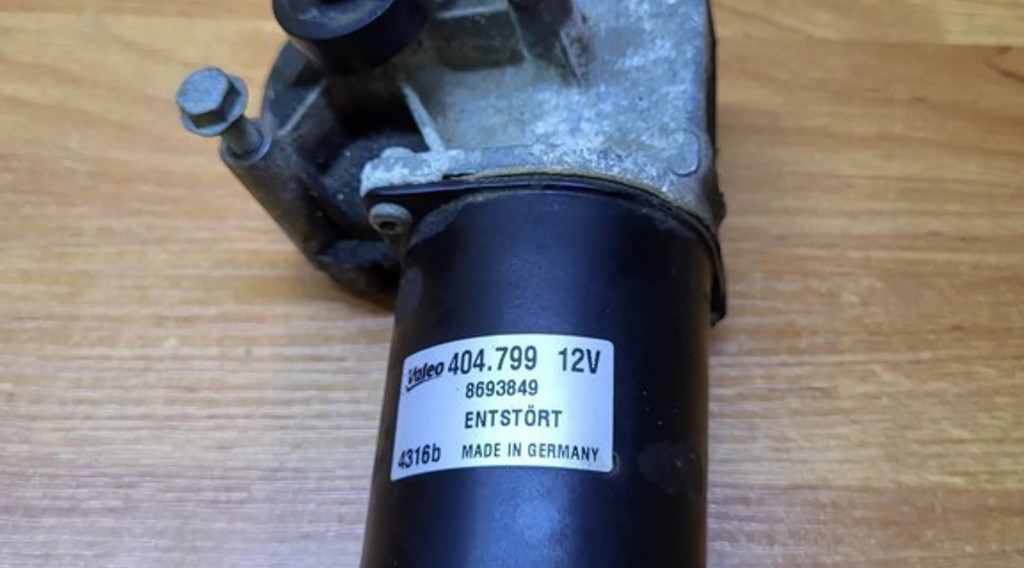 Valeo 404.799 12V
8693849
ENTSTÖRT
4316b MADE IN GERMANY